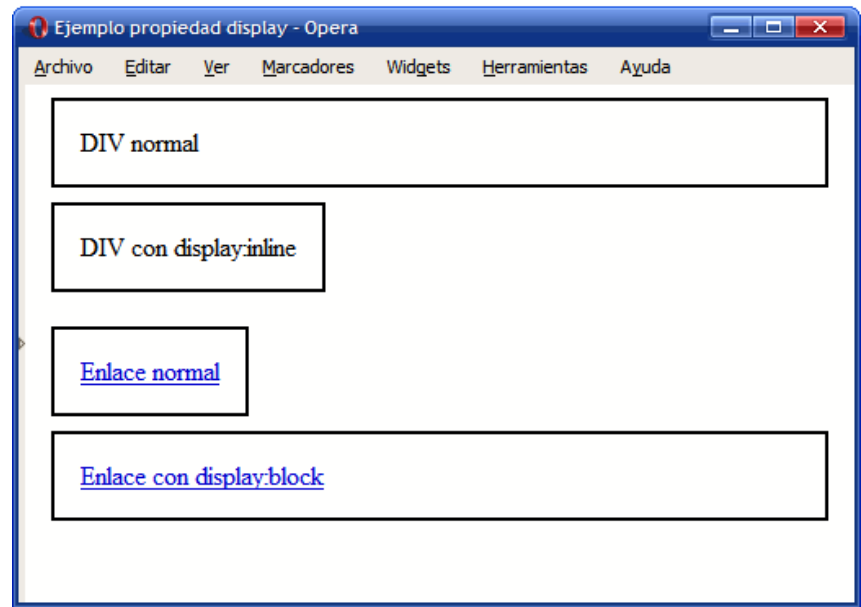 Ejemplo propiedad display - Opera
Archivo Editar Ver Marcadores Widgets Herramientas Ayuda
DIV normal
DIV con display:inline
Enlace normal
Enlace con display:block